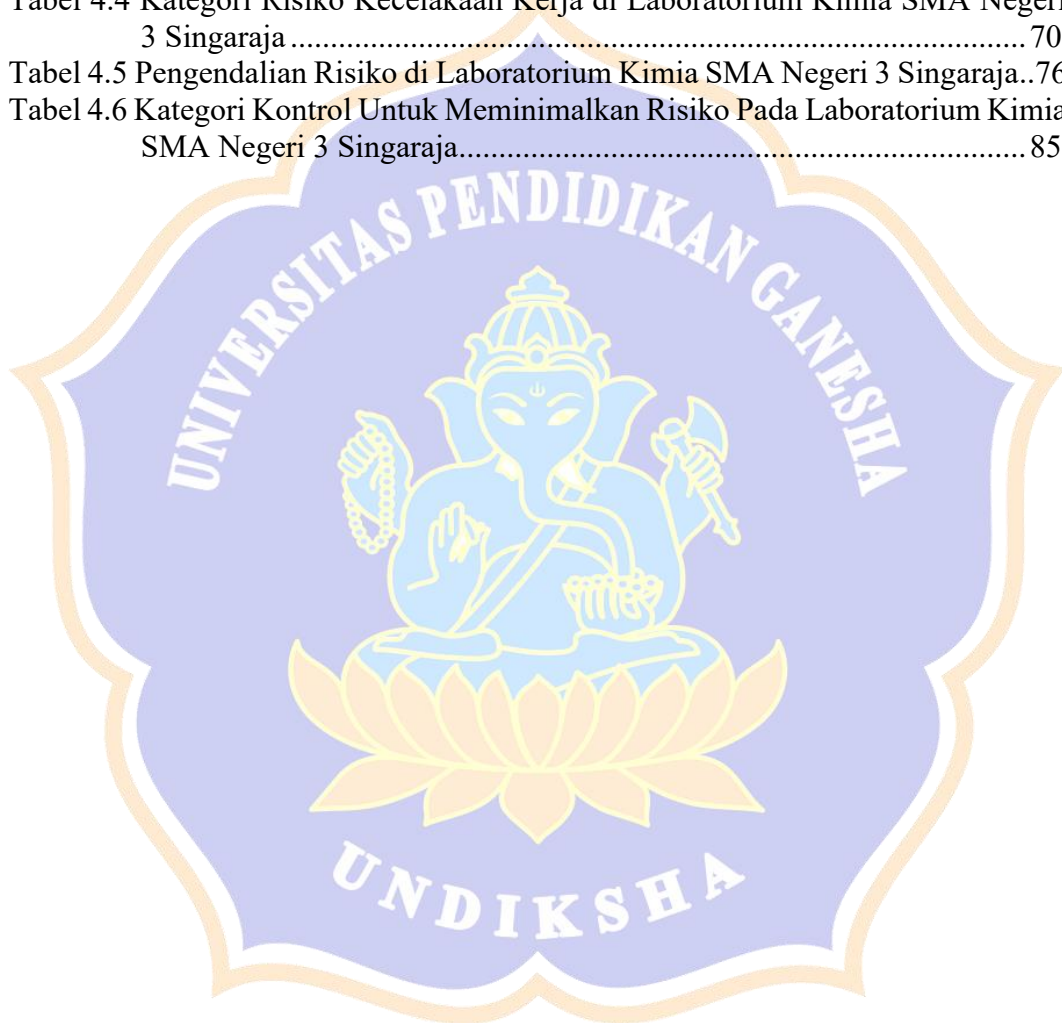 Tabel 4.4 Kategori Risiko Kecelakaan Kerja di Laboratorium Kimia SMA Negeri
3 Singaraja ........................................................................................................ 70
Tabel 4.5 Pengendalian Risiko di Laboratorium Kimia SMA Negeri 3 Singaraja..76
Tabel 4.6 Kategori Kontrol Untuk Meminimalkan Risiko Pada Laboratorium Kimia
SMA Negeri 3 Singaraja................................................................................ 85
UNIVERSITAS PENDIDIKAN GANESHA
UNDIKSHA